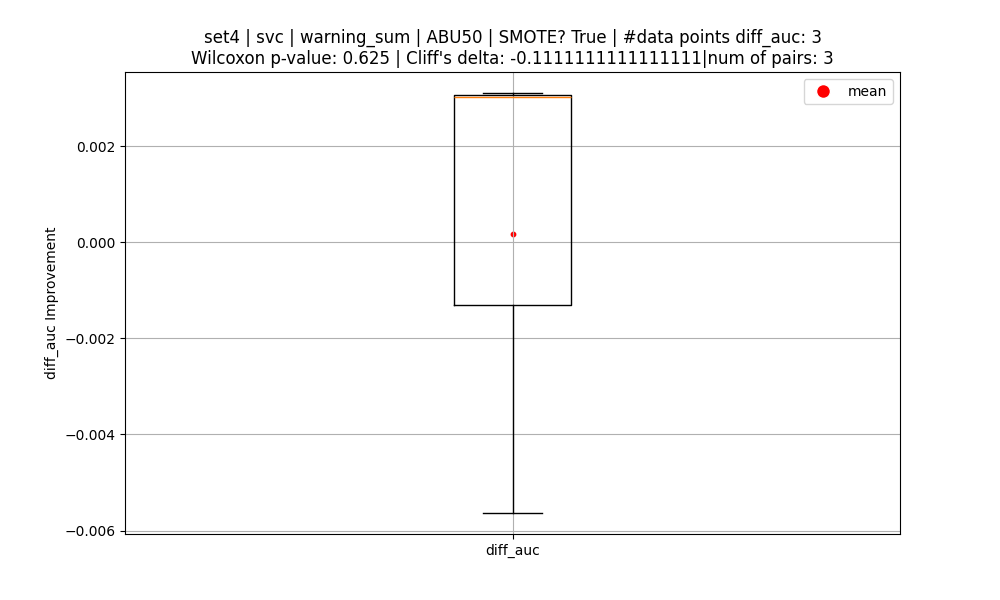 set4 | svc | warning_sum | ABU50 | SMOTE? True | #data points diff_auc: 3
Wilcoxon p-value: 0.625 | Cliff's delta: -0.1111111111111111|num of pairs: 3
mean
0.002
0.000
−0.002
−0.004
−0.006
diff_auc Improvement
diff_auc